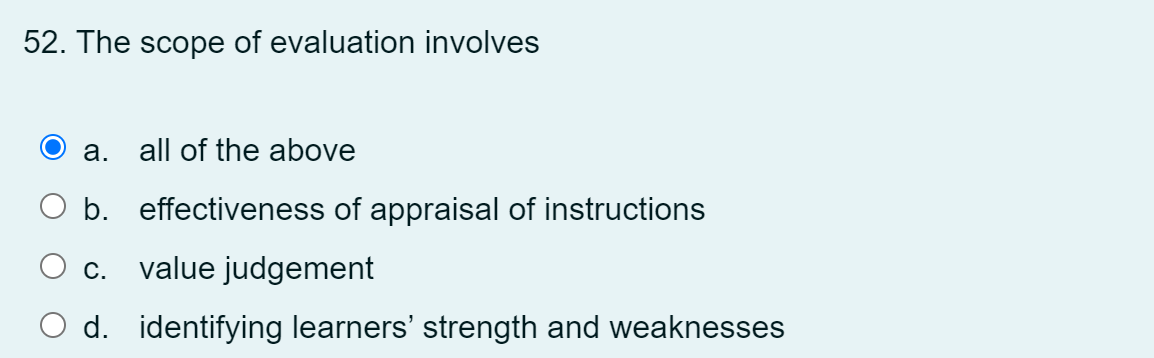 52. The scope of evaluation involves
a. all of the above
b. effectiveness of appraisal of instructions
c. value judgement
d. identifying learners’ strength and weaknesses